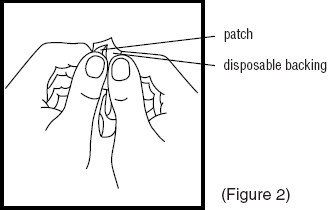 patch
disposable backing
(Figure 2)